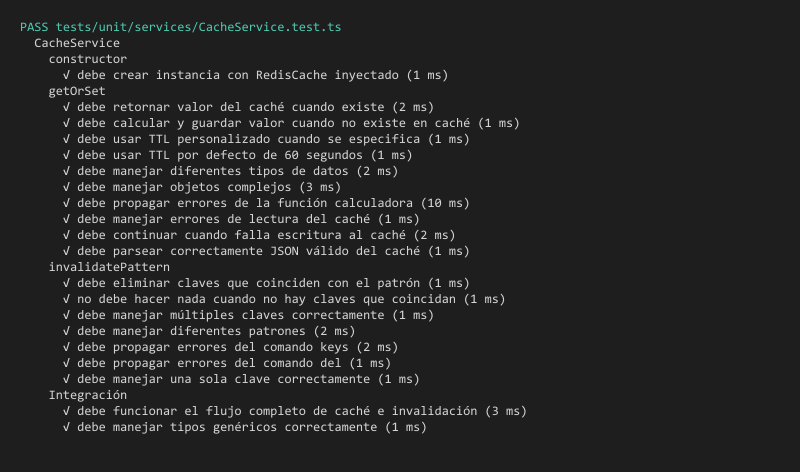 PASS tests/unit/services/CacheService.test.ts
CacheService
constructor
√ debe crear instancia con RedisCache inyectado (1 ms)
getOrSet
√ debe retornar valor del caché cuando existe (2 ms)
√ debe calcular y guardar valor cuando no existe en caché (1 ms)
√ debe usar TTL personalizado cuando se especifica (1 ms)
√ debe usar TTL por defecto de 60 segundos (1 ms)
√ debe manejar diferentes tipos de datos (2 ms)
√ debe manejar objetos complejos (3 ms)
√ debe propagar errores de la función calculadora (10 ms)
√ debe manejar errores de lectura del caché (1 ms)
√ debe continuar cuando falla escritura al caché (2 ms)
√ debe parsear correctamente JSON válido del caché (1 ms)
invalidatePattern
√ debe eliminar claves que coinciden con el patrón (1 ms)
√ no debe hacer nada cuando no hay claves que coincidan (1 ms)
√ debe manejar múltiples claves correctamente (1 ms)
√ debe manejar diferentes patrones (2 ms)
√ debe propagar errores del comando keys (2 ms)
√ debe propagar errores del comando del (1 ms)
√ debe manejar una sola clave correctamente (1 ms)
Integración
√ debe funcionar el flujo completo de caché e invalidación (3 ms)
√ debe manejar tipos genéricos correctamente (1 ms)